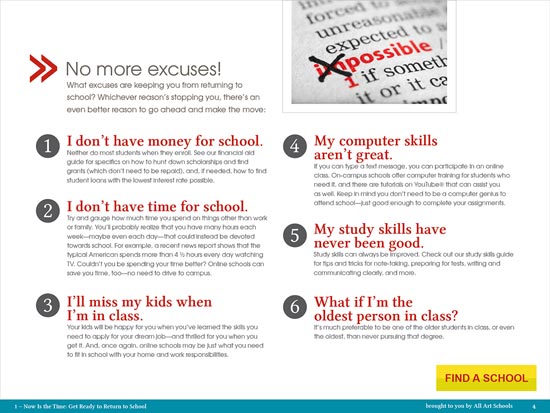 forced to
unreasonable
expected to
impossible
1 if someth
or it ca
impo
No more excuses!
What excuses are keeping you from returning to
school? Whichever reason's stopping you, there's an
even better reason to go ahead and make the move:
1 I don't have money for school.
Neither do most students when they enroll. See our financial aid
guide for specifics on how to hunt down scholarships and find
grants (which don't need to be repaid), and, if needed, how to find
student loans with the lowest interest rate possible.
2 I don't have time for school.
Try and gauge how much time you spend on things other than work
or family. You'll probably realize that you have many hours each
week—maybe even each day—that could instead be devoted
towards school. For example, a recent news report shows that the
typical American spends more than 4 ½ hours every day watching
TV. Couldn't you be spending your time better? Online schools can
save you time, too—no need to drive to campus.
3 I'll miss my kids when
I'm in class.
Your kids will be happy for you when you've learned the skills you
need to apply for your dream job—and thrilled for you when you
get it. And, once again, online schools may be just what you need
to fit in school with your home and work responsibilities.
4 My computer skills
aren't great.
If you can type a text message, you can participate in an online
class. On-campus schools offer computer training for students who
need it, and there are tutorials on YouTube® that can assist you
as well. Keep in mind you don't need to be a computer genius to
attend school—just good enough to complete your assignments.
5 My study skills have
never been good.
Study skills can always be improved. Check out our study skills guide
for tips and tricks for note-taking, preparing for tests, writing and
communicating clearly, and more.
6 What if I'm the
oldest person in class?
It's much preferable to be one of the older students in class, or even
the oldest, than never pursuing that degree.
FIND A SCHOOL
1 – Now Is the Time: Get Ready to Return to School
brought to you by All Art Schools 4